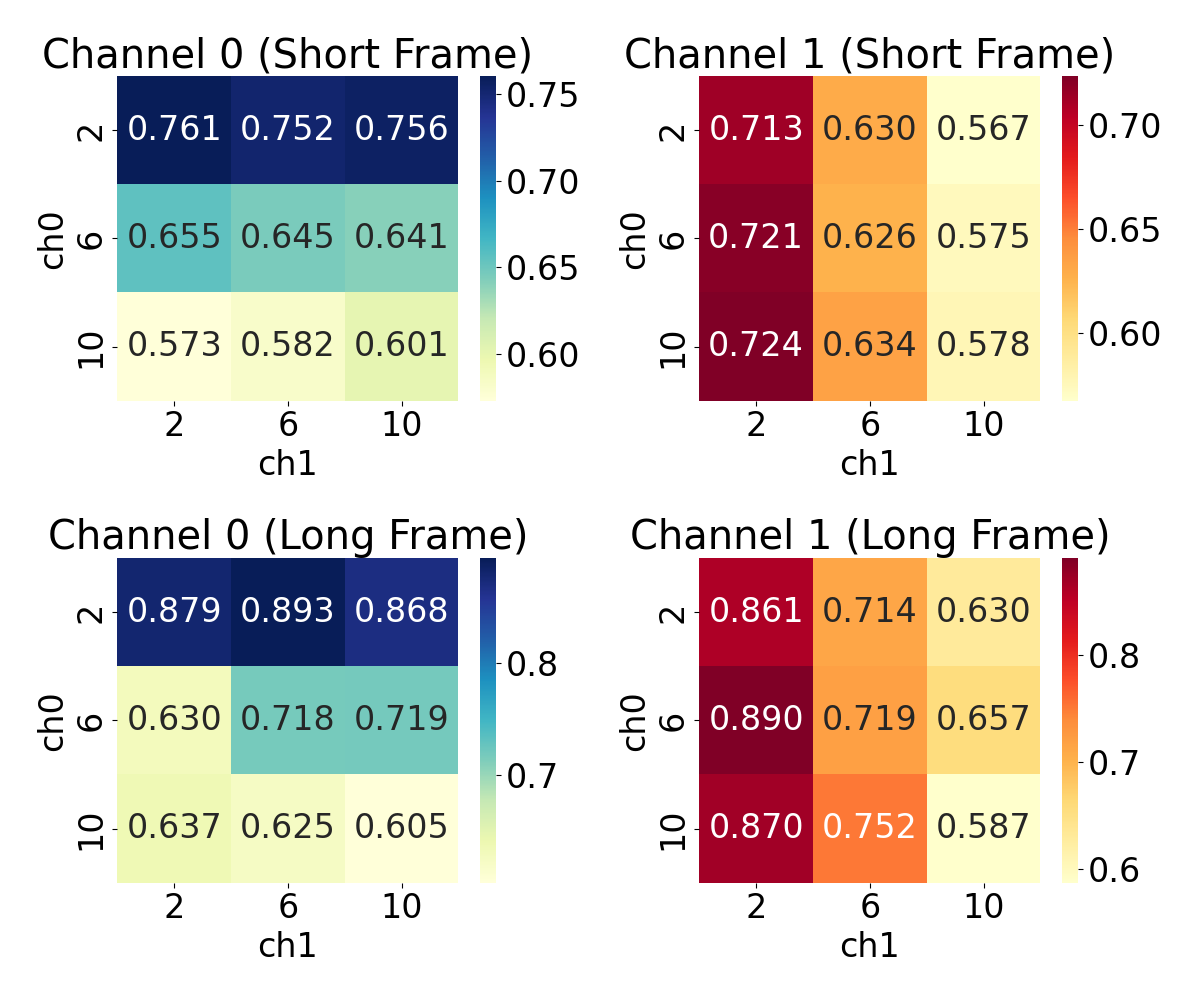 Channel 0 (Short Frame)
ch0
2
0.761 0.752 0.756
6
0.655 0.645 0.641
10
0.573 0.582 0.601
2 6 10
ch1
0.75
0.70
0.65
0.60
Channel 1 (Short Frame)
ch0
2
0.713 0.630 0.567
6
0.721 0.626 0.575
10
0.724 0.634 0.578
2 6 10
ch1
0.70
0.65
0.60
Channel 0 (Long Frame)
ch0
2
0.879 0.893 0.868
6
0.630 0.718 0.719
10
0.637 0.625 0.605
2 6 10
ch1
0.8
0.7
Channel 1 (Long Frame)
ch0
2
0.861 0.714 0.630
6
0.890 0.719 0.657
10
0.870 0.752 0.587
2 6 10
ch1
0.8
0.7
0.6